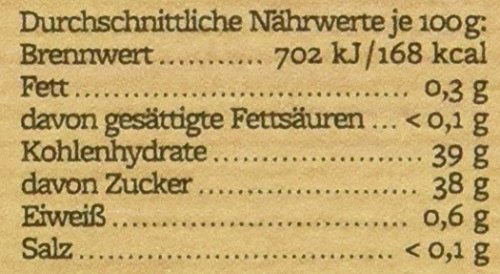 Durchschnittliche Nährwerte je 100g:
Brennwert ........... 702 kJ/168 kcal
Fett ................................... 0,3 g
davon gesättigte Fettsäuren ... < 0,1 g
Kohlenhydrate ...................... 39 g
davon Zucker ........................ 38 g
Eiweiß ................................. 0,6 g
Salz .................................. < 0,1 g